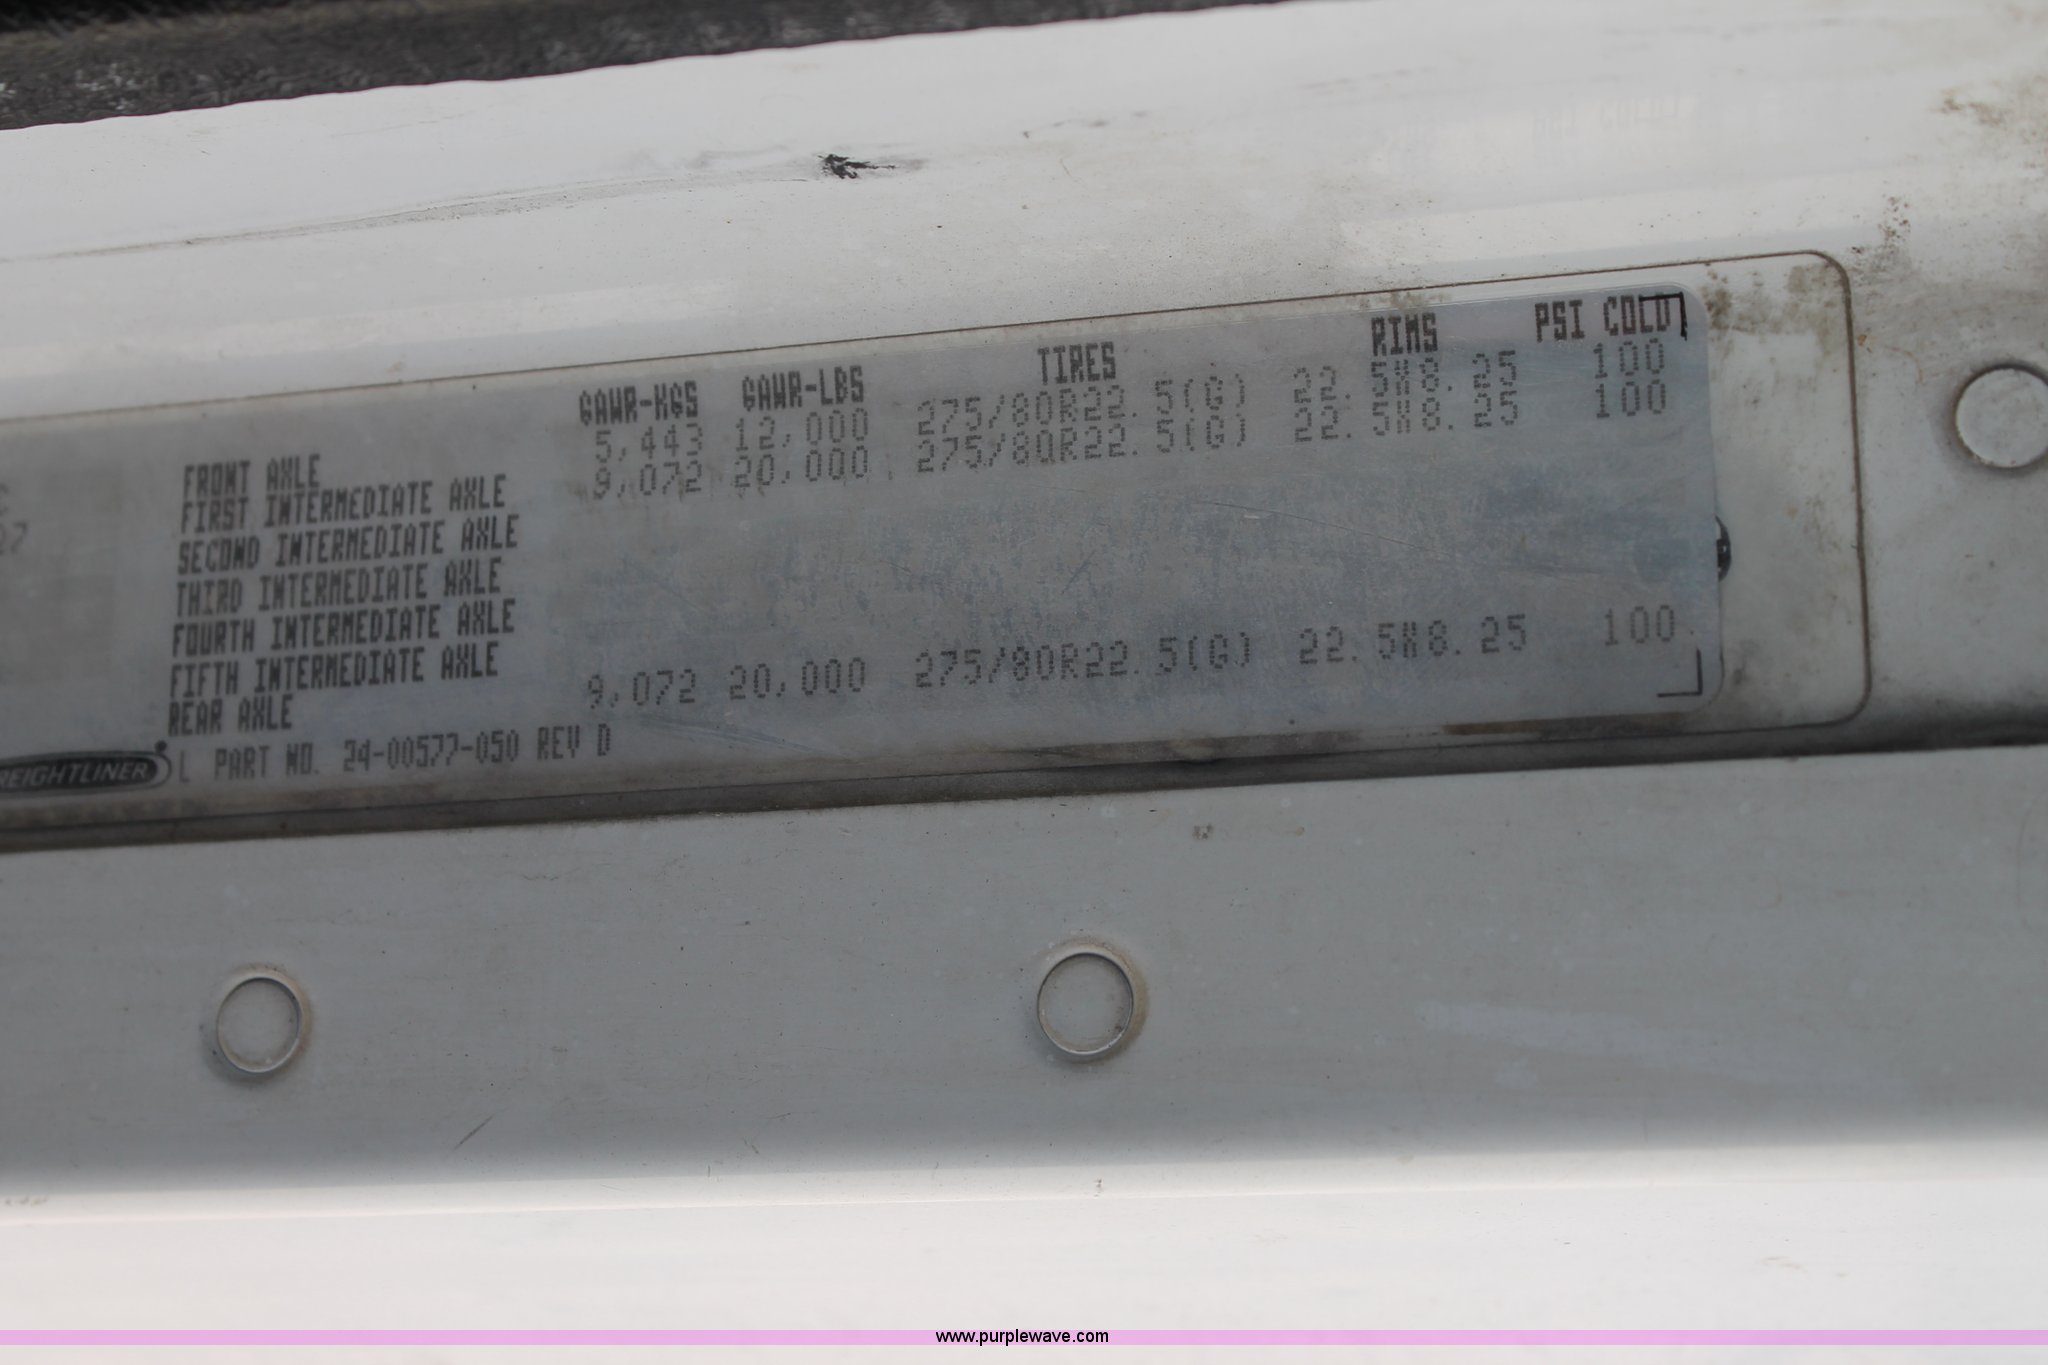 GAWR-KGS GAWR-LBS TIRES RIMS PSI COLD
FRONT AXLE 5,443 12,000 275/80R22.5(G) 22.5X8.25 100
FIRST INTERMEDIATE AXLE 9,072 20,000 275/80R22.5(G) 22.5X8.25 100
SECOND INTERMEDIATE AXLE
THIRD INTERMEDIATE AXLE
FOURTH INTERMEDIATE AXLE
FIFTH INTERMEDIATE AXLE
REAR AXLE 9,072 20,000 275/80R22.5(G) 22.5X8.25 100
REIGHTLINER L PART NO. 24-00577-050 REV D
www.purplewave.com